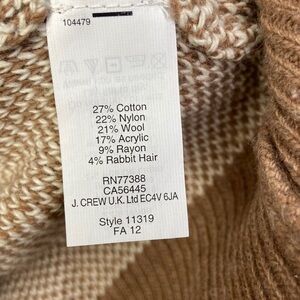 104479
27% Cotton
22% Nylon
21% Wool
17% Acrylic
9% Rayon
4% Rabbit Hair
RN77388
CA56445
J. CREW U.K. Ltd EC4V 6JA
Style 11319
FA 12